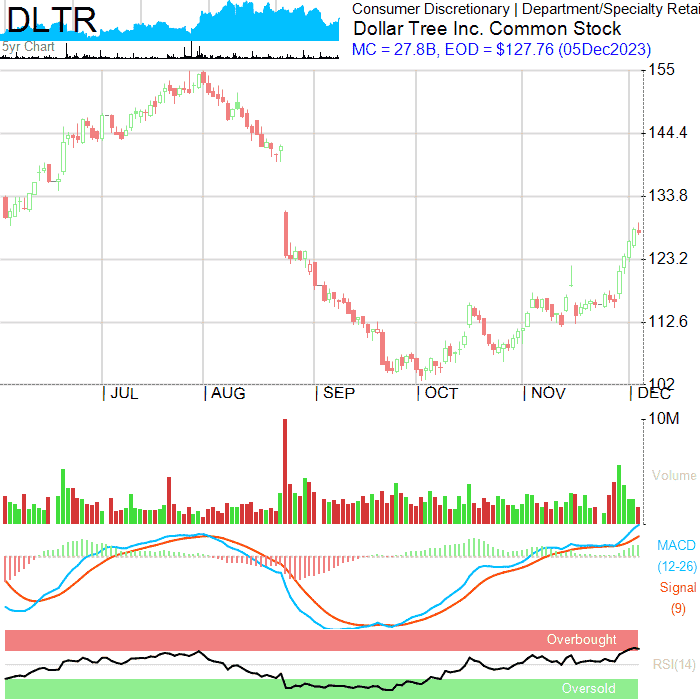 DLTR
5yr Chart
Consumer Discretionary | Department/Specialty Retai
Dollar Tree Inc. Common Stock
MC = 27.8B, EOD = $127.76 (05Dec2023)
155
144.4
133.8
123.2
112.6
102
JUL AUG SEP OCT NOV DEC
10M
Volume
MACD
(12-26)
Signal
(9)
Overbought
RSI(14)
Oversold